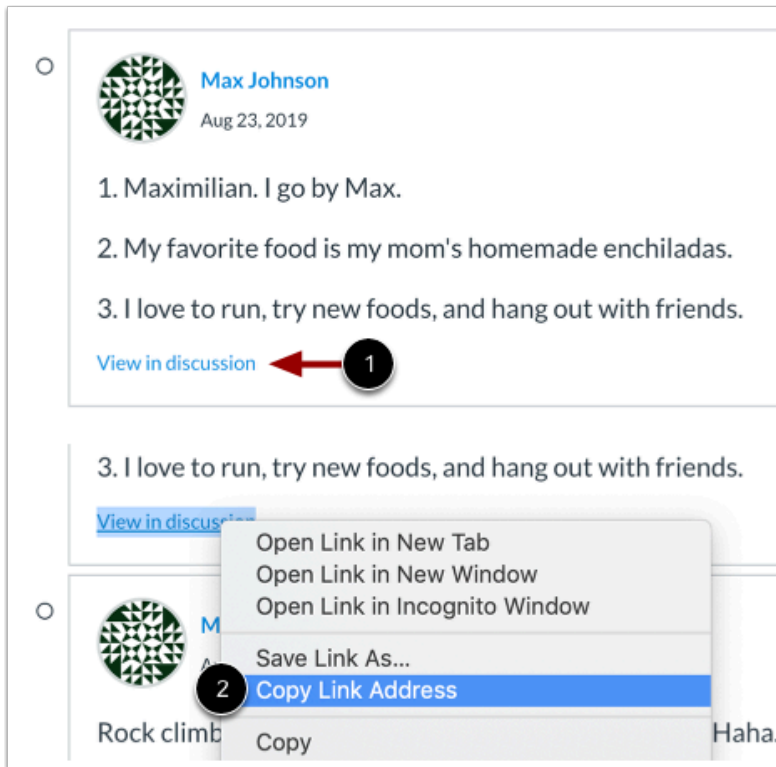 Max Johnson
Aug 23, 2019
1. Maximilian. I go by Max.
2. My favorite food is my mom's homemade enchiladas.
3. I love to run, try new foods, and hang out with friends.
View in discussion
1
3. I love to run, try new foods, and hang out with friends.
View in discussion
Open Link in New Tab
Open Link in New Window
Open Link in Incognito Window
M
Save Link As...
2 Copy Link Address
Rock climb
Haha.
Copy